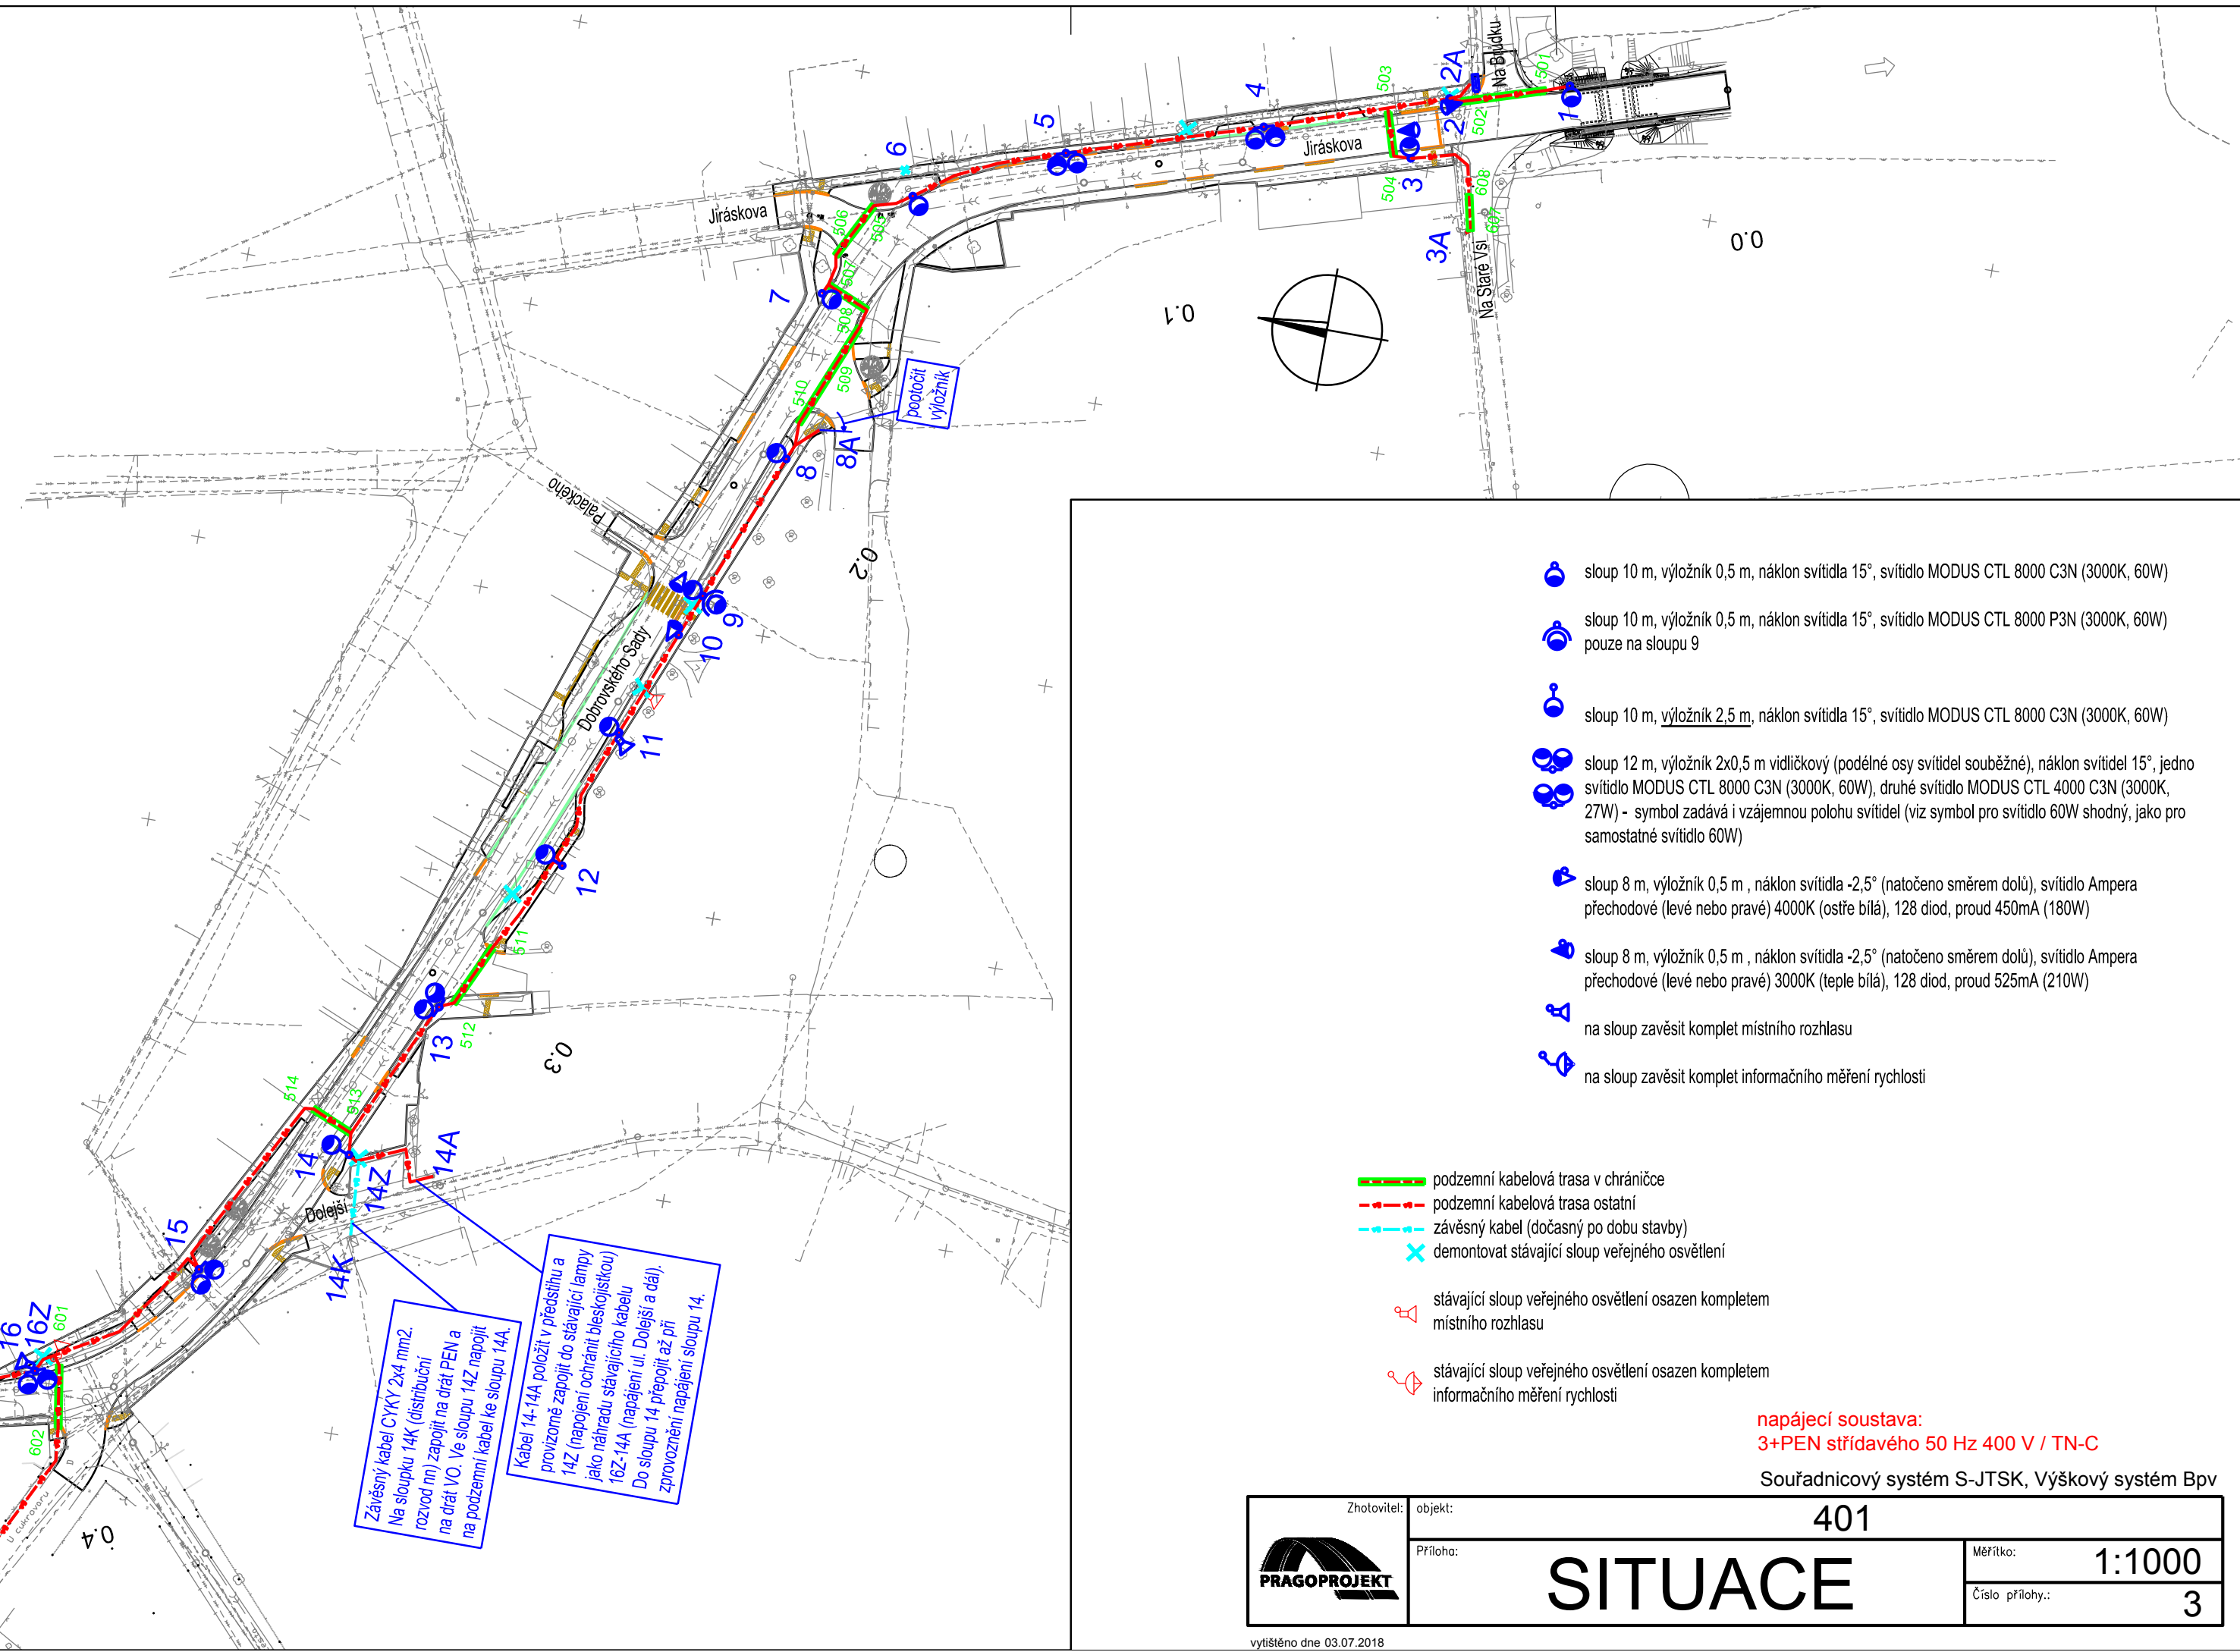 Na Brudku
501
2A
503
4
5
6
502
1
2
Jiráskova
3
504
608
607
3A
Na Staré Vsi
0.0
0.1
Jiráskova
506
505
507
7
508
509
510
pootočit
výložník
8A
8
Palackého
0.2
9
10
Dobrovského Sady
11
12
511
512
13
0.3
514
913
14
14A
14Z
Dolejší
15
14K
16
16Z
601
602
U Cukrovaru
0.4
Závěsný kabel CYKY 2x4 mm2.
Na sloupku 14K (distribuční
rozvod nn) zapojit na drát PEN a
na drát VO. Ve sloupu 14Z napojit
na podzemní kabel ke sloupu 14A.
Kabel 14-14A položit v předstihu a
provizorně zapojit do stávající lampy
14Z (napojení ochránit bleskojistkou)
jako náhradu stávajícího kabelu
16Z-14A (napájení ul. Dolejší a dál).
Do sloupu 14 přepojit až při
zprovoznění napájení sloupu 14.
sloup 10 m, výložník 0,5 m, náklon svítidla 15°, svítidlo MODUS CTL 8000 C3N (3000K, 60W)
sloup 10 m, výložník 0,5 m, náklon svítidla 15°, svítidlo MODUS CTL 8000 P3N (3000K, 60W)
pouze na sloupu 9
sloup 10 m, výložník 2,5 m, náklon svítidla 15°, svítidlo MODUS CTL 8000 C3N (3000K, 60W)
sloup 12 m, výložník 2x0,5 m vidličkový (podélné osy svítidel souběžné), náklon svítidel 15°, jedno
svítidlo MODUS CTL 8000 C3N (3000K, 60W), druhé svítidlo MODUS CTL 4000 C3N (3000K,
27W) - symbol zadává i vzájemnou polohu svítidel (viz symbol pro svítidlo 60W shodný, jako pro
samostatné svítidlo 60W)
sloup 8 m, výložník 0,5 m , náklon svítidla -2,5° (natočeno směrem dolů), svítidlo Ampera
přechodové (levé nebo pravé) 4000K (ostře bílá), 128 diod, proud 450mA (180W)
sloup 8 m, výložník 0,5 m , náklon svítidla -2,5° (natočeno směrem dolů), svítidlo Ampera
přechodové (levé nebo pravé) 3000K (teple bílá), 128 diod, proud 525mA (210W)
na sloup zavěsit komplet místního rozhlasu
na sloup zavěsit komplet informačního měření rychlosti
podzemní kabelová trasa v chráničce
podzemní kabelová trasa ostatní
závěsný kabel (dočasný po dobu stavby)
demontovat stávající sloup veřejného osvětlení
stávající sloup veřejného osvětlení osazen kompletem
místního rozhlasu
stávající sloup veřejného osvětlení osazen kompletem
informačního měření rychlosti
napájecí soustava:
3+PEN střídavého 50 Hz 400 V / TN-C
Souřadnicový systém S-JTSK, Výškový systém Bpv
Zhotovitel:
PRAGOPROJEKT
objekt:
401
Příloha:
SITUACE
Měřítko:
1:1000
Číslo přílohy.:
3
vytištěno dne 03.07.2018